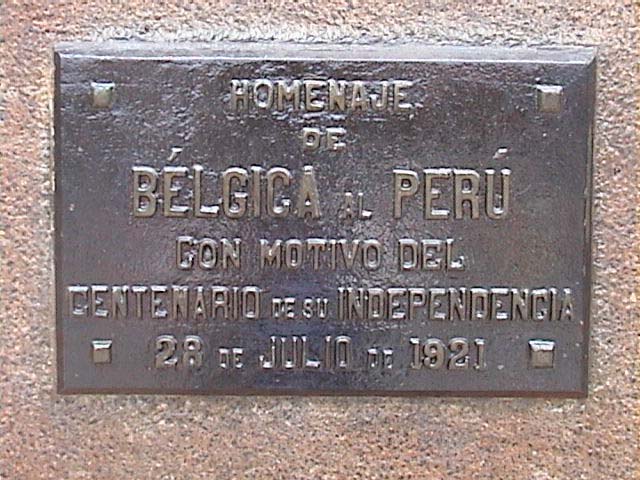 HOMENAJE
DE
BÉLGICA AL PERÚ
CON MOTIVO DEL
CENTENARIO DE SU INDEPENDENCIA
28 DE JULIO DE 1921